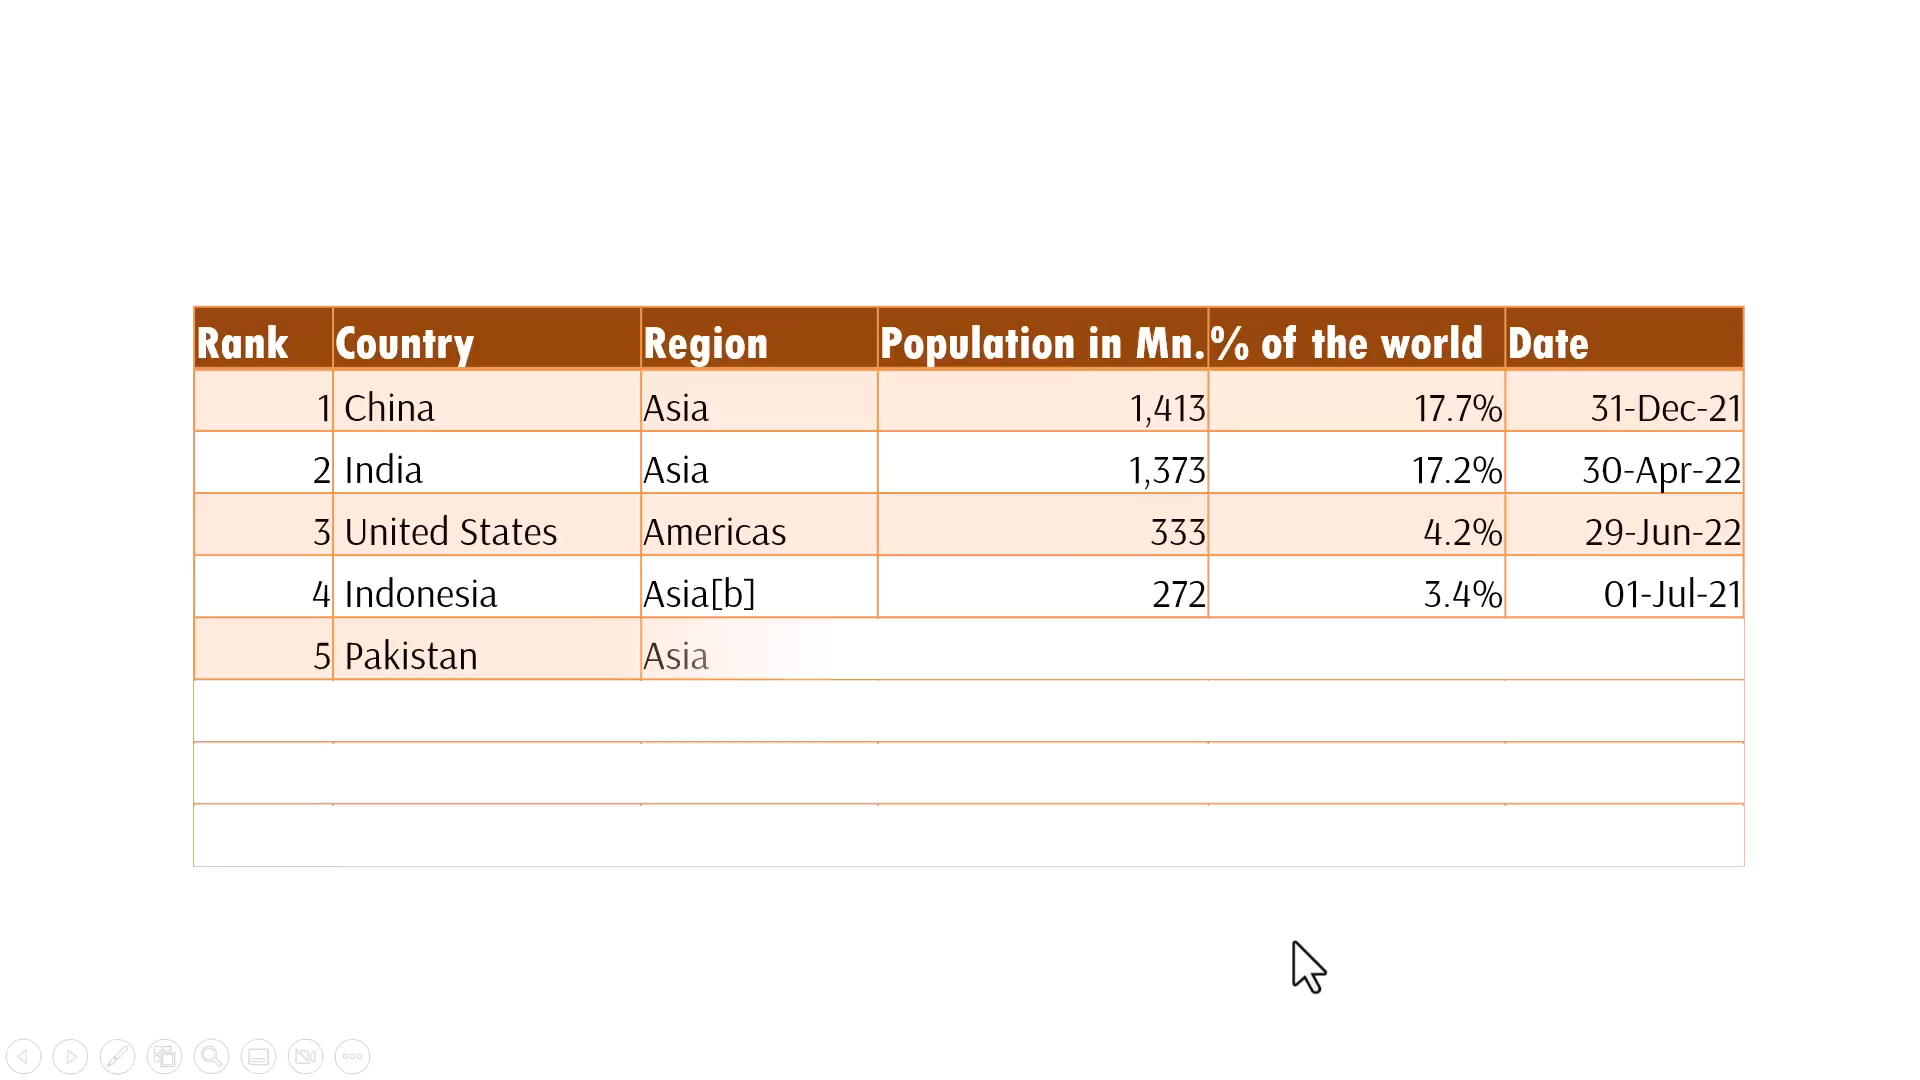 Rank Country Region Population in Mn. % of the world Date
1 China Asia 1,413 17.7% 31-Dec-21
2 India Asia 1,373 17.2% 30-Apr-22
3 United States Americas 333 4.2% 29-Jun-22
4 Indonesia Asia[b] 272 3.4% 01-Jul-21
5 Pakistan Asia